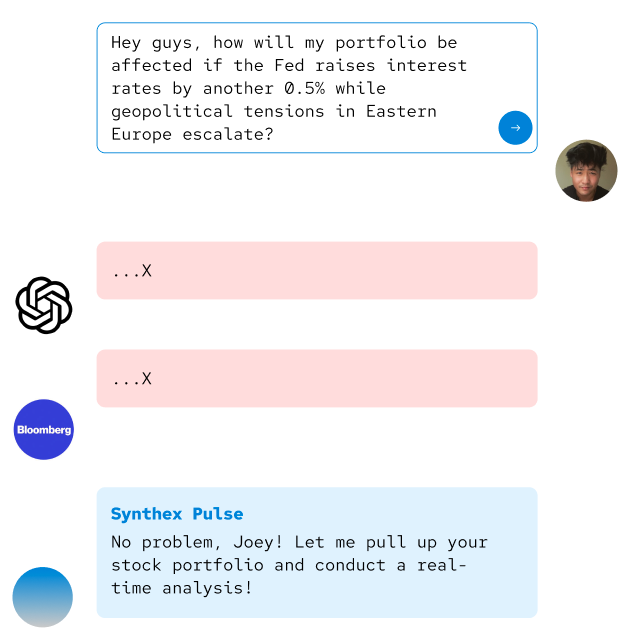 Hey guys, how will my portfolio be
affected if the Fed raises interest
rates by another 0.5% while
geopolitical tensions in Eastern
Europe escalate?
...X
...X
Bloomberg
Synthex Pulse
No problem, Joey! Let me pull up your
stock portfolio and conduct a real-
time analysis!